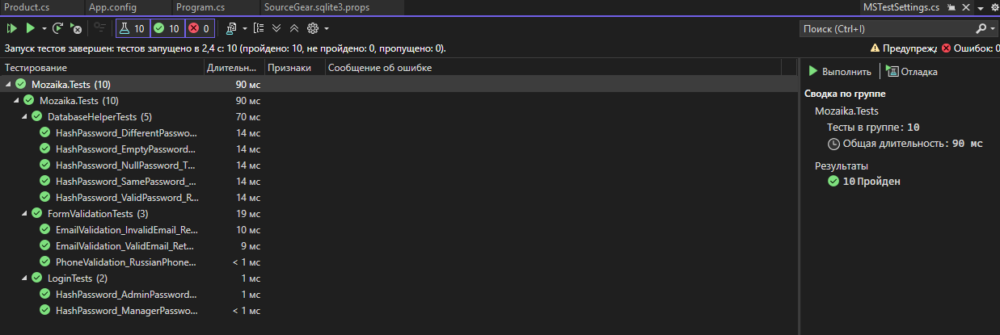 Product.cs App.config Program.cs SourceGear.sqlite3.props MSTestSettings.cs
10 10 0 Поиск (Ctrl+I)
Запуск тестов завершен: тестов запущено в 2,4 с: 10 (пройдено: 10, не пройдено: 0, пропущено: 0). Предупрежд Ошибок: 0
Тестирование Длительн... Признаки Сообщение об ошибке
Mozaika.Tests (10) 90 мс
Mozaika.Tests (10) 90 мс
DatabaseHelperTests (5) 70 мс
HashPassword_DifferentPasswo... 14 мс
HashPassword_EmptyPassword... 14 мс
HashPassword_NullPassword_T... 14 мс
HashPassword_SamePassword_... 14 мс
HashPassword_ValidPassword_R... 14 мс
FormValidationTests (3) 19 мс
EmailValidation_InvalidEmail_Re... 10 мс
EmailValidation_ValidEmail_Ret... 9 мс
PhoneValidation_RussianPhone... < 1 мс
LoginTests (2) 1 мс
HashPassword_AdminPassword... 1 мс
HashPassword_ManagerPasswo... < 1 мс
Выполнить Отладка
Сводка по группе
Mozaika.Tests
Тесты в группе: 10
Общая длительность: 90 мс
Результаты
10 Пройден